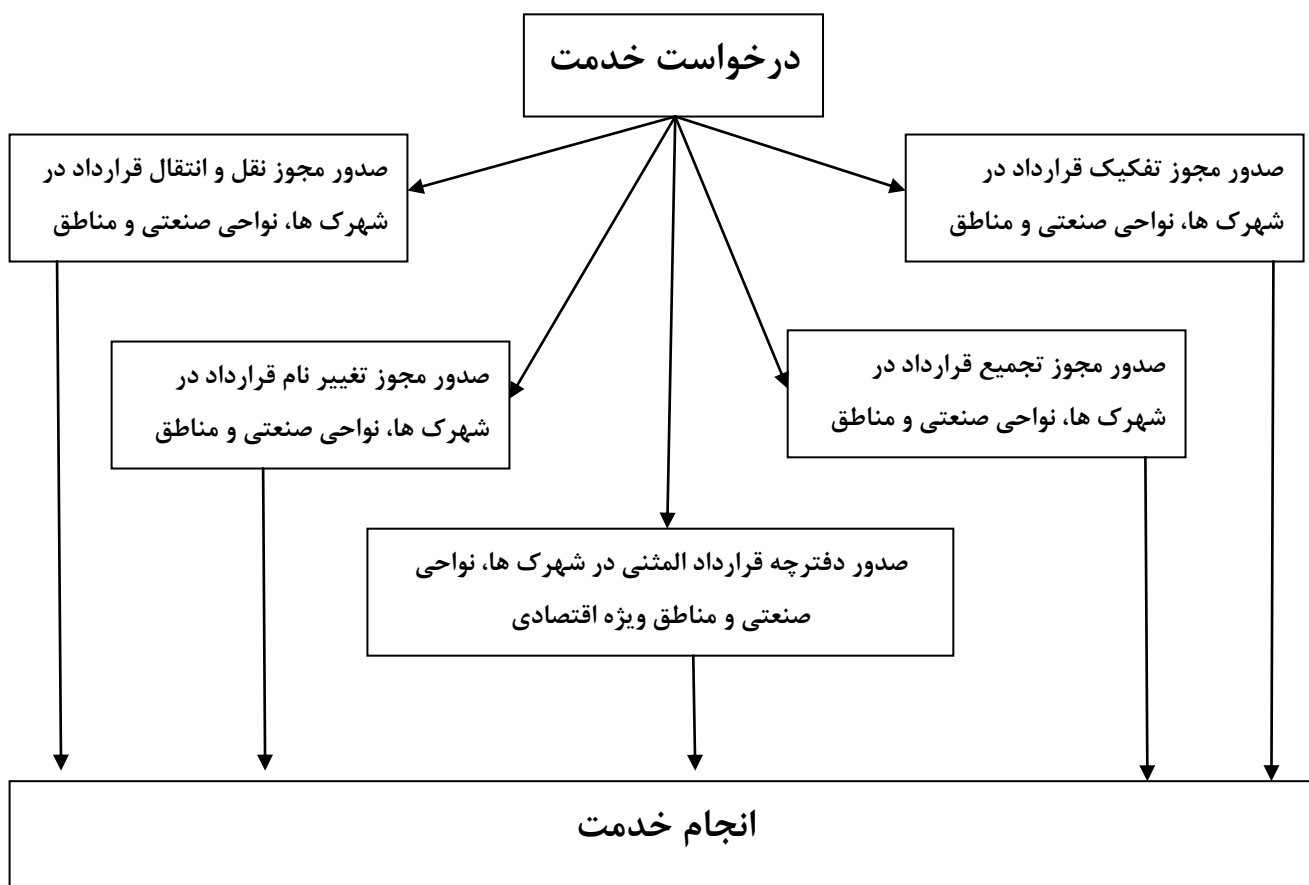 درخواست خدمت
صدور مجوز تفکیک قرارداد در
شهرک ها، نواحی صنعتی و مناطق
صدور مجوز نقل و انتقال قرارداد در
شهرک ها، نواحی صنعتی و مناطق
صدور مجوز تجمیع قرارداد در
شهرک ها، نواحی صنعتی و مناطق
صدور مجوز تغییر نام قرارداد در
شهرک ها، نواحی صنعتی و مناطق
صدور دفترچه قرارداد المثنی در شهرک ها، نواحی
صنعتی و مناطق ویژه اقتصادی
انجام خدمت